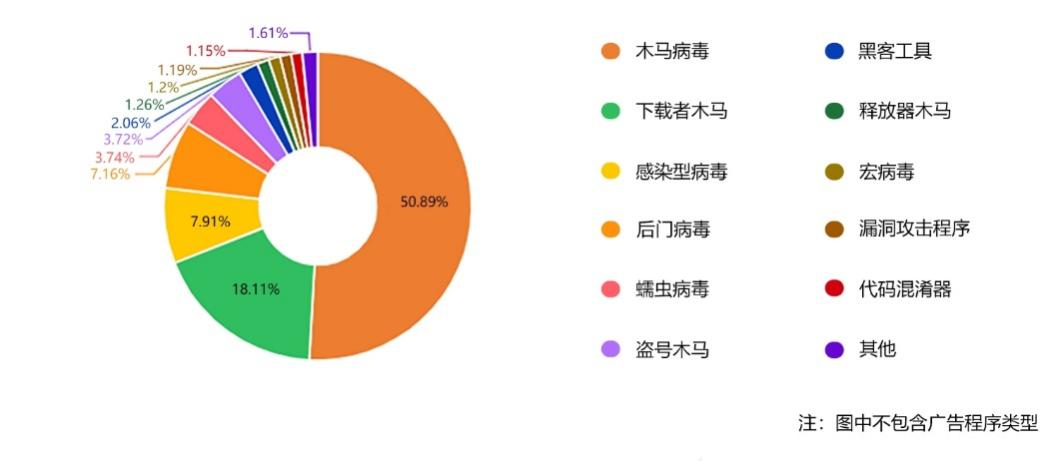 1.61%
1.15%
1.19%
1.2%
1.26%
2.06%
3.72%
3.74%
7.16%
7.91%
18.11%
50.89%
木马病毒
黑客工具
下载者木马
释放器木马
感染型病毒
宏病毒
后门病毒
漏洞攻击程序
蠕虫病毒
代码混淆器
盗号木马
其他
注：图中不包含广告程序类型